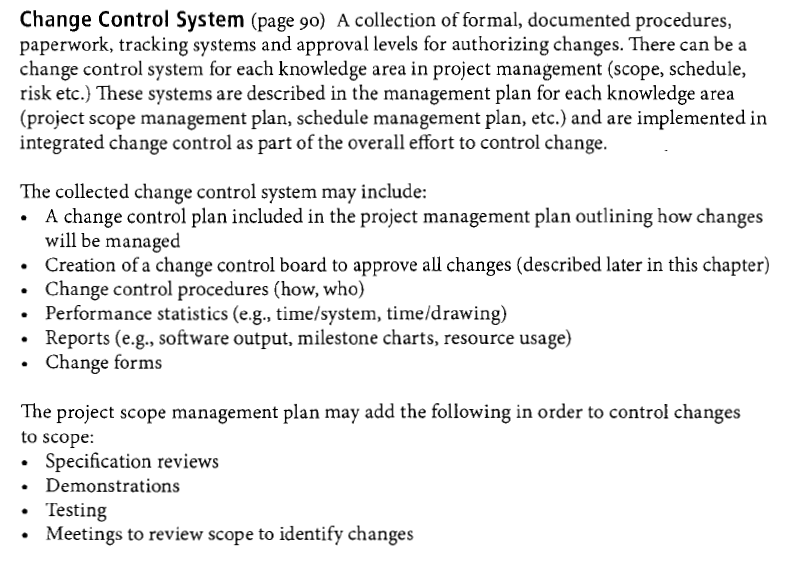 Change Control System (page 90) A collection of formal, documented procedures,
paperwork, tracking systems and approval levels for authorizing changes. There can be a
change control system for each knowledge area in project management (scope, schedule,
risk etc.) These systems are described in the management plan for each knowledge area
(project scope management plan, schedule management plan, etc.) and are implemented in
integrated change control as part of the overall effort to control change.
The collected change control system may include:
• A change control plan included in the project management plan outlining how changes
will be managed
• Creation of a change control board to approve all changes (described later in this chapter)
• Change control procedures (how, who)
• Performance statistics (e.g., time/system, time/drawing)
• Reports (e.g., software output, milestone charts, resource usage)
• Change forms
The project scope management plan may add the following in order to control changes
to scope:
• Specification reviews
• Demonstrations
• Testing
• Meetings to review scope to identify changes